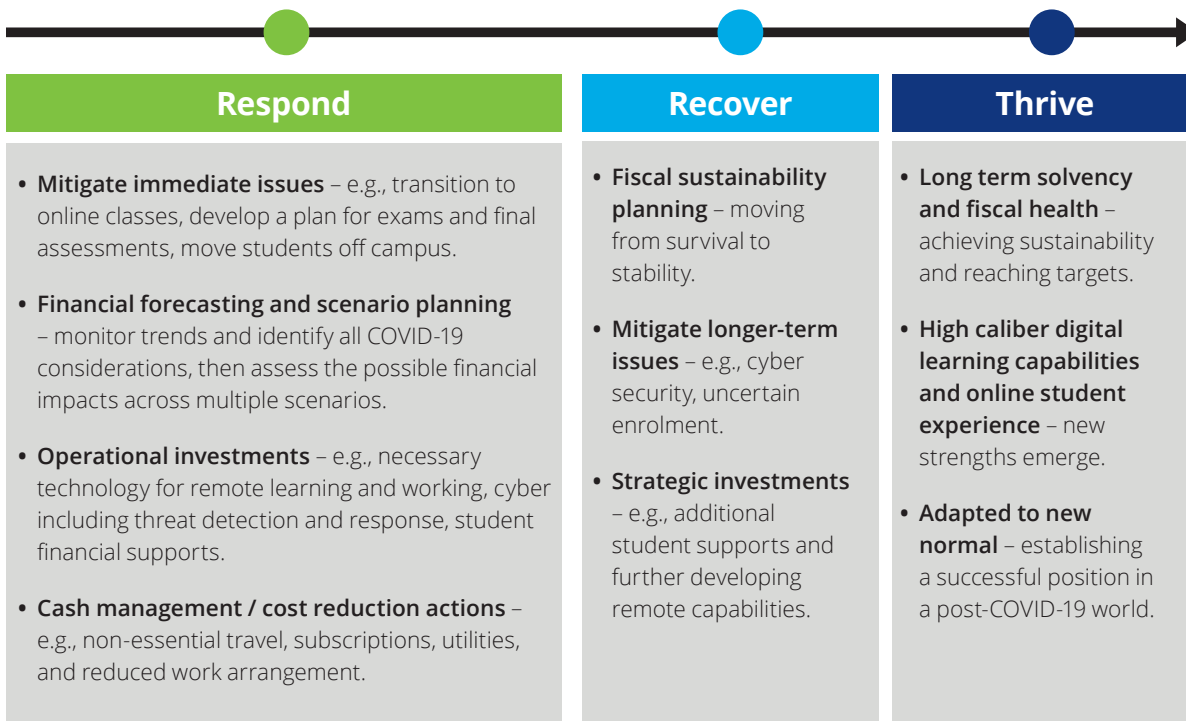 Respond
• Mitigate immediate issues – e.g., transition to
online classes, develop a plan for exams and final
assessments, move students off campus.
• Financial forecasting and scenario planning
– monitor trends and identify all COVID-19
considerations, then assess the possible financial
impacts across multiple scenarios.
• Operational investments – e.g., necessary
technology for remote learning and working, cyber
including threat detection and response, student
financial supports.
• Cash management / cost reduction actions –
e.g., non-essential travel, subscriptions, utilities,
and reduced work arrangement.
Recover
• Fiscal sustainability
planning – moving
from survival to
stability.
• Mitigate longer-term
issues – e.g., cyber
security, uncertain
enrolment.
• Strategic investments
– e.g., additional
student supports and
further developing
remote capabilities.
Thrive
• Long term solvency
and fiscal health –
achieving sustainability
and reaching targets.
• High caliber digital
learning capabilities
and online student
experience – new
strengths emerge.
• Adapted to new
normal – establishing
a successful position in
a post-COVID-19 world.